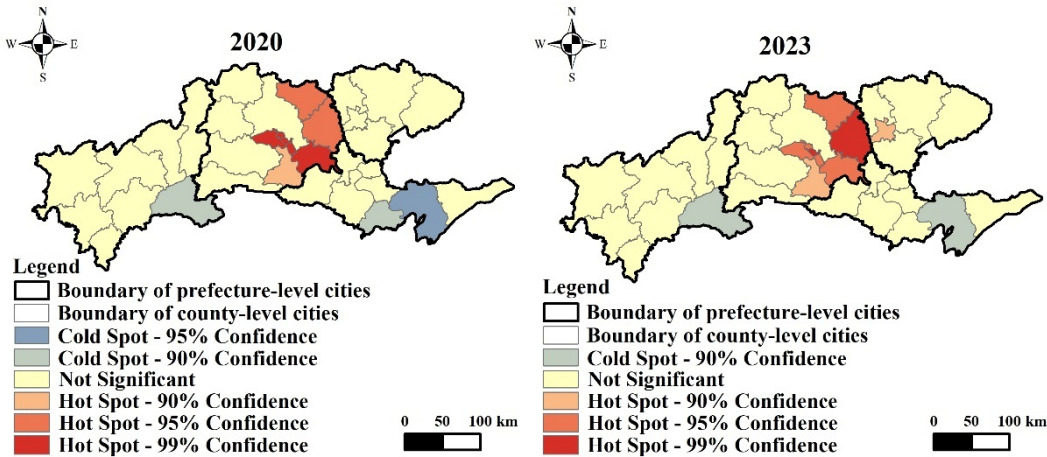 N
W E
S
2020
Legend
Boundary of prefecture-level cities
Boundary of county-level cities
Cold Spot - 95% Confidence
Cold Spot - 90% Confidence
Not Significant
Hot Spot - 90% Confidence
Hot Spot - 95% Confidence
Hot Spot - 99% Confidence
0 50 100 km
N
W E
S
2023
Legend
Boundary of prefecture-level cities
Boundary of county-level cities
Cold Spot - 90% Confidence
Not Significant
Hot Spot - 90% Confidence
Hot Spot - 95% Confidence
Hot Spot - 99% Confidence
0 50 100 km